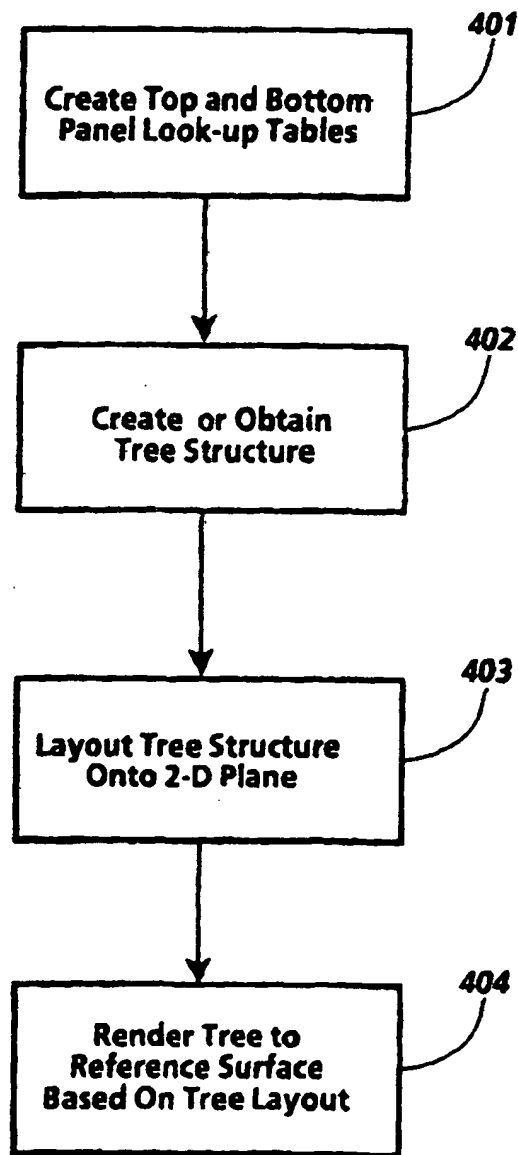 401
Create Top and Bottom
Panel Look-up Tables
402
Create or Obtain
Tree Structure
403
Layout Tree Structure
Onto 2-D Plane
404
Render Tree to
Reference Surface
Based On Tree Layout